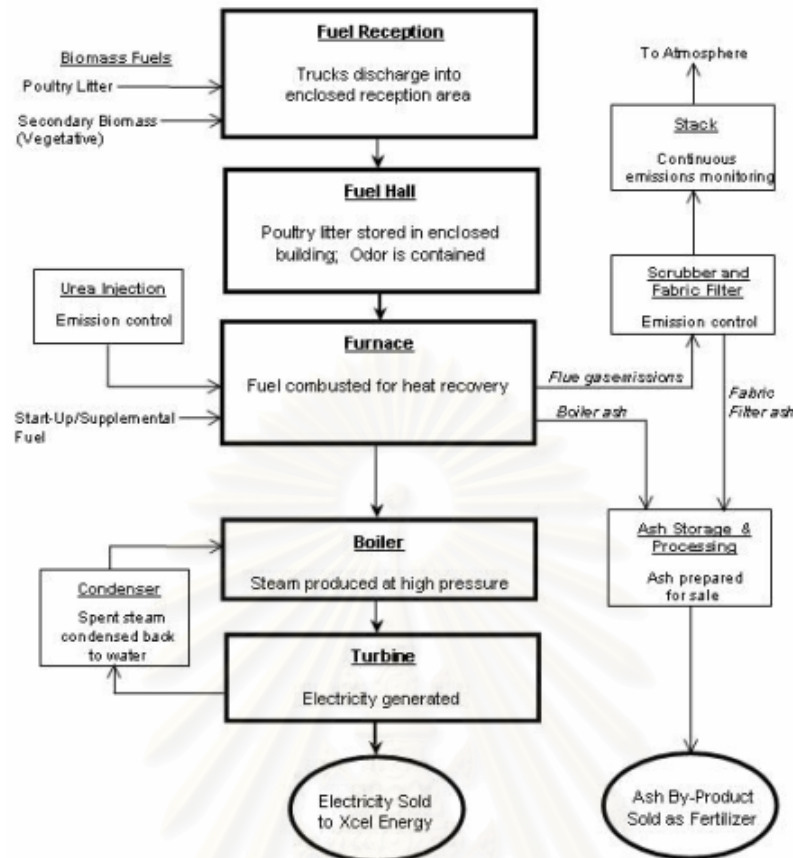 Fuel Reception
Trucks discharge into
enclosed reception area
Biomass Fuels
Poultry Litter
Secondary Biomass
(Vegetative)
Fuel Hall
Poultry litter stored in enclosed
building; Odor is contained
Urea Injection
Emission control
Furnace
Fuel combusted for heat recovery
Start-Up/Supplemental
Fuel
Flue gasemissions
Boiler ash
To Atmosphere
Stack
Continuous
emissions monitoring
Scrubber and
Fabric Filter
Emission control
Fabric
Filter ash
Ash Storage &
Processing
Ash prepared
for sale
Boiler
Steam produced at high pressure
Condenser
Spent steam
condensed back
to water
Turbine
Electricity generated
Electricity Sold
to Xcel Energy
Ash By-Product
Sold as Fertilizer